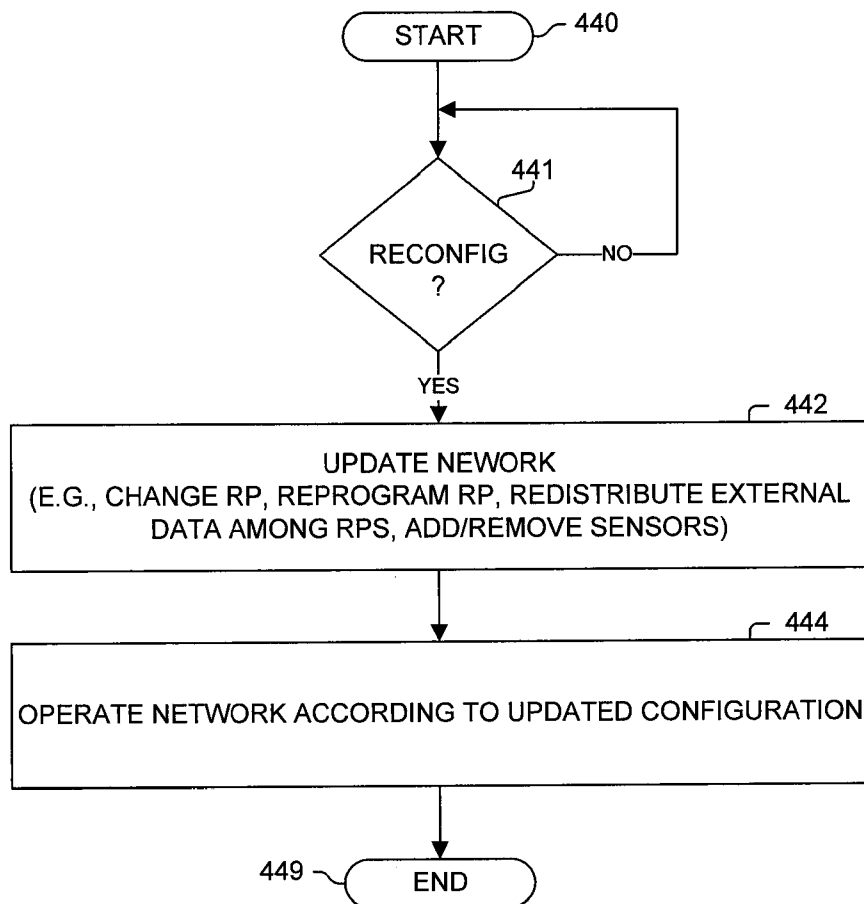 START
440
441
RECONFIG
?
NO
YES
442
UPDATE NEWORK
(E.G., CHANGE RP, REPROGRAM RP, REDISTRIBUTE EXTERNAL
DATA AMONG RPS, ADD/REMOVE SENSORS)
444
OPERATE NETWORK ACCORDING TO UPDATED CONFIGURATION
449
END